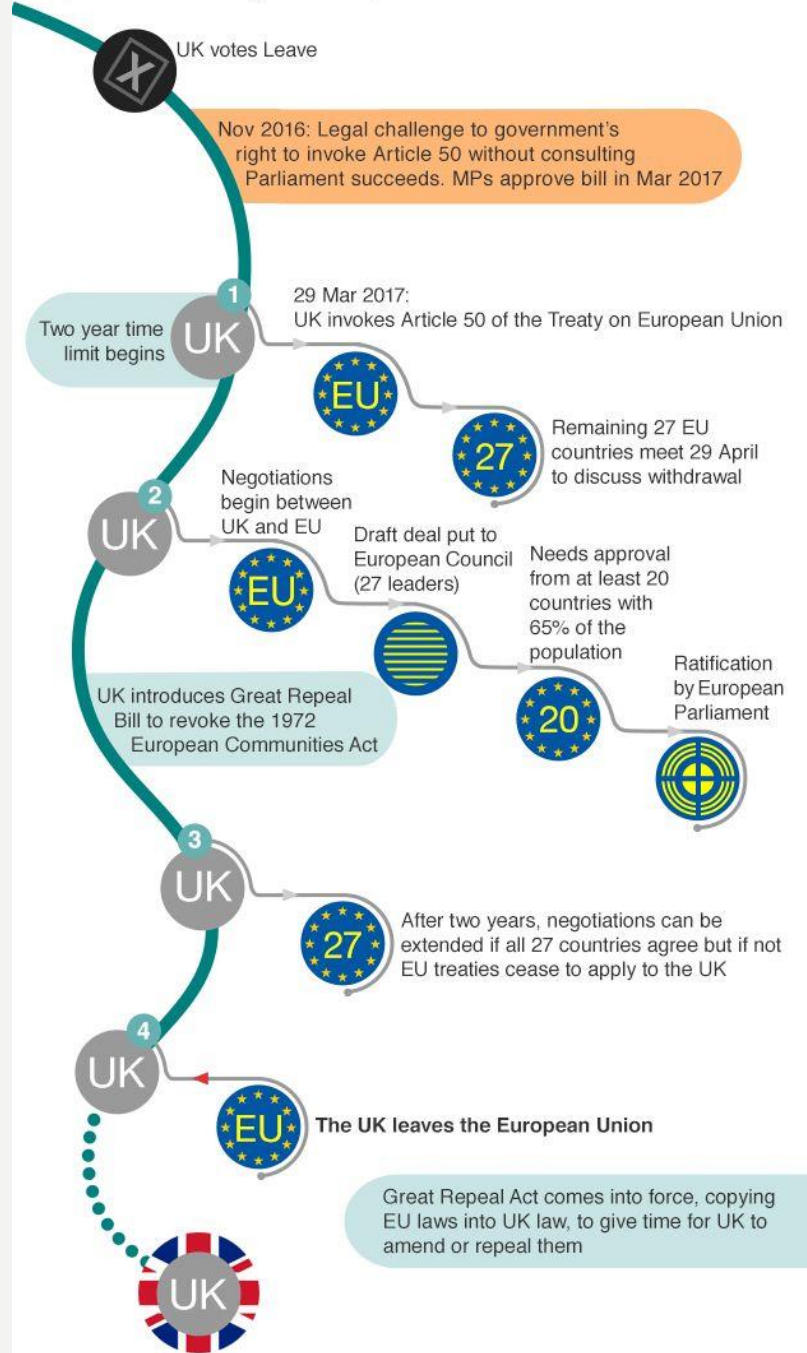 UK votes Leave
Nov 2016: Legal challenge to government's
right to invoke Article 50 without consulting
Parliament succeeds. MPs approve bill in Mar 2017
1
UK
Two year time
limit begins
29 Mar 2017:
UK invokes Article 50 of the Treaty on European Union
EU
27
Remaining 27 EU
countries meet 29 April
to discuss withdrawal
2
UK
Negotiations
begin between
UK and EU
EU
Draft deal put to
European Council
(27 leaders)
Needs approval
from at least 20
countries with
65% of the
population
20
Ratification
by European
Parliament
UK introduces Great Repeal
Bill to revoke the 1972
European Communities Act
3
UK
27
After two years, negotiations can be
extended if all 27 countries agree but if not
EU treaties cease to apply to the UK
4
UK
EU
The UK leaves the European Union
Great Repeal Act comes into force, copying
EU laws into UK law, to give time for UK to
amend or repeal them
UK